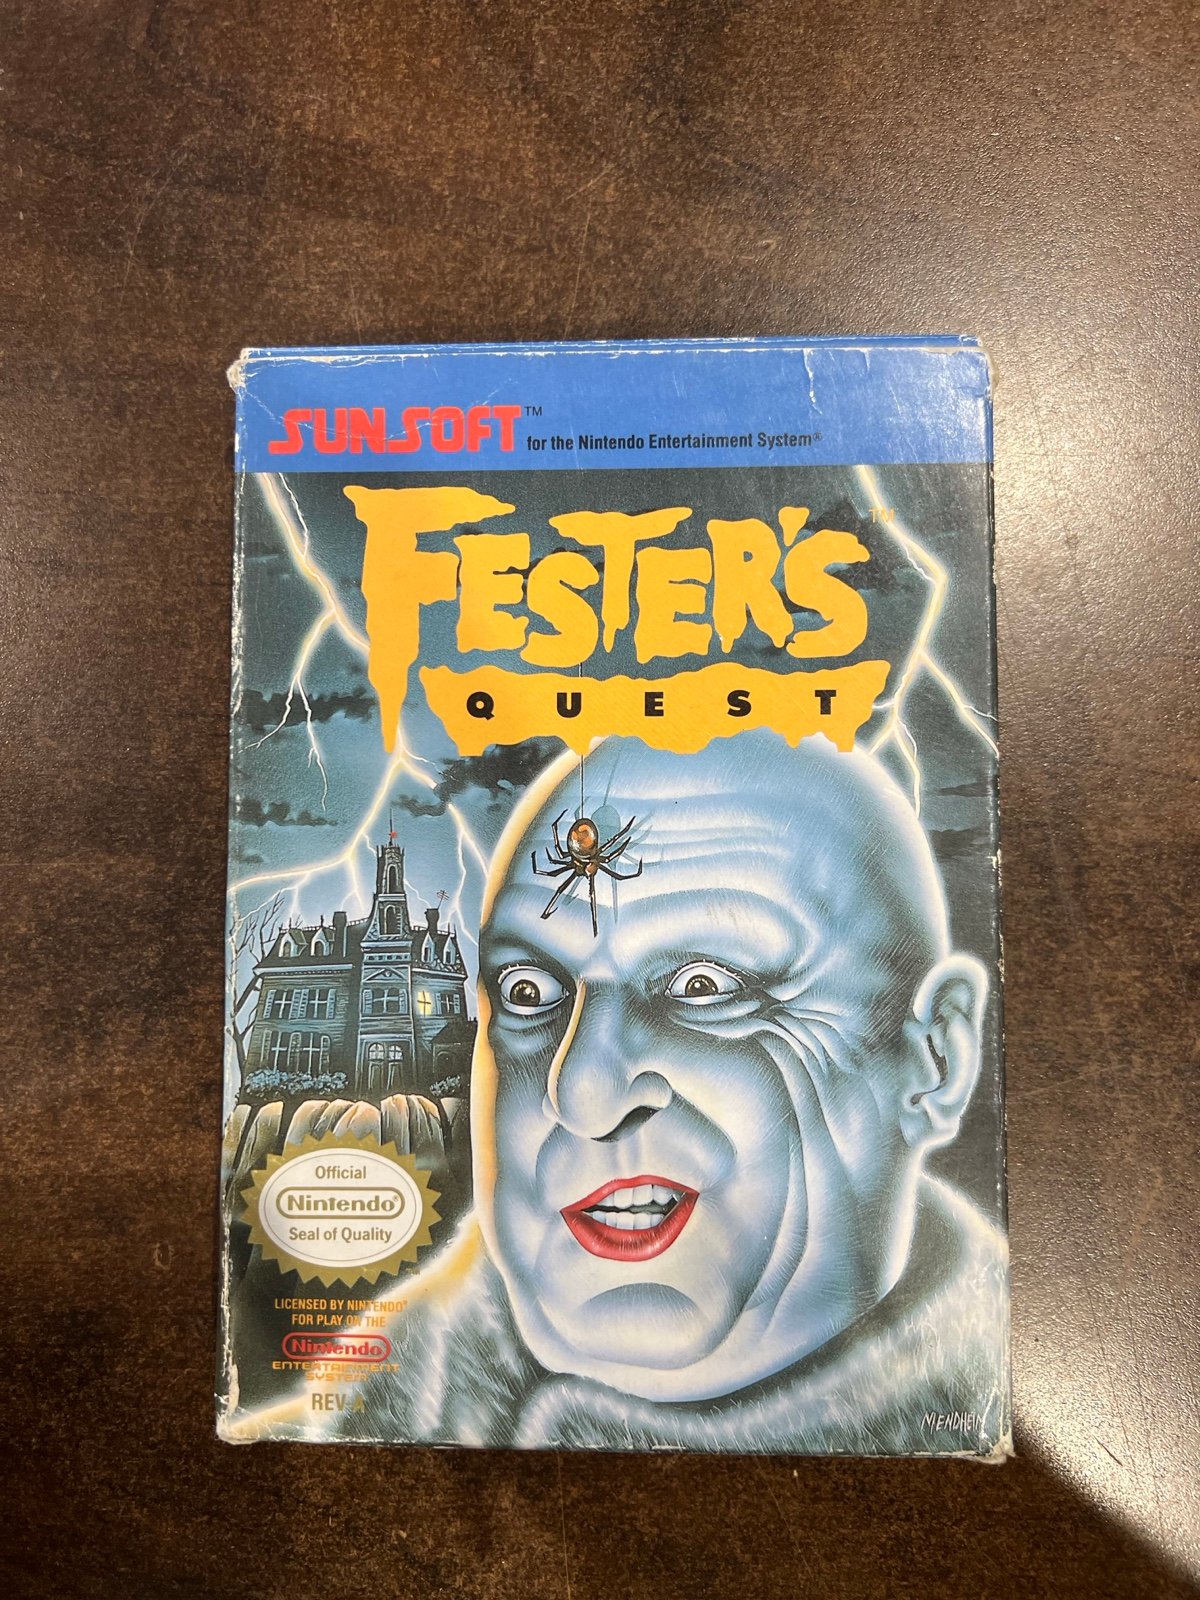 SUNSOFT™
for the Nintendo Entertainment System®
FESTER'S™
QUEST
Official
Nintendo®
Seal of Quality
LICENSED BY NINTENDO®
FOR PLAY ON THE
Nintendo
ENTERTAINMENT
SYSTEM
REV-A
MENDHEIM